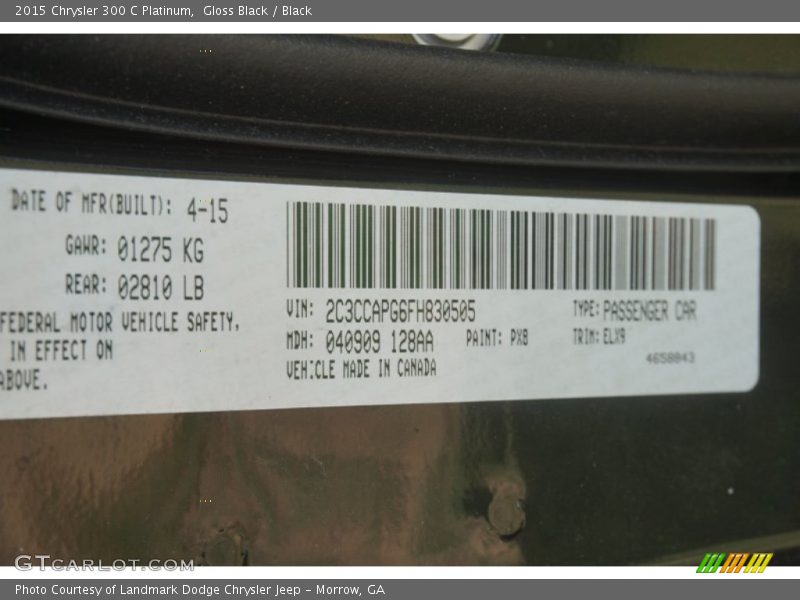 2015 Chrysler 300 C Platinum, Gloss Black / Black
DATE OF MFR(BUILT): 4-15
GAWR: 01275 KG
REAR: 02810 LB
FEDERAL MOTOR VEHICLE SAFETY.
IN EFFECT ON
ABOVE.
VIN: 2C3CCAPG6FH830505
TYPE: PASSENGER CAR
MDH: 040909 128AA
PAINT: PX8
TRIM: ELX9
VEHICLE MADE IN CANADA
4658043
GTCARLOT.COM
Photo Courtesy of Landmark Dodge Chrysler Jeep – Morrow, GA